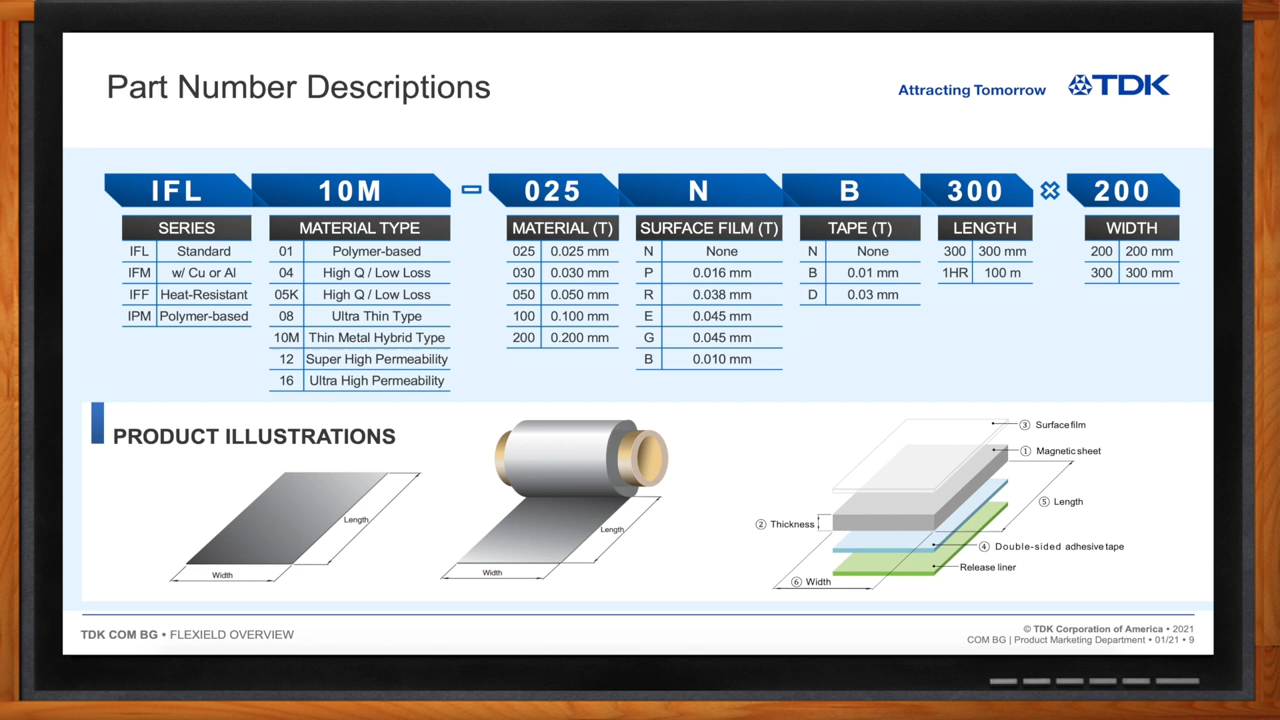 Part Number Descriptions
Attracting Tomorrow
TDK
IFL 10M – 025 N B 300 × 200
SERIES
IFL Standard
IFM w/ Cu or Al
IFF Heat-Resistant
IPM Polymer-based
MATERIAL TYPE
01 Polymer-based
04 High Q / Low Loss
05K High Q / Low Loss
08 Ultra Thin Type
10M Thin Metal Hybrid Type
12 Super High Permeability
16 Ultra High Permeability
MATERIAL (T)
025 0.025 mm
030 0.030 mm
050 0.050 mm
100 0.100 mm
200 0.200 mm
SURFACE FILM (T)
N None
P 0.016 mm
R 0.038 mm
E 0.045 mm
G 0.045 mm
B 0.010 mm
TAPE (T)
N None
B 0.01 mm
D 0.03 mm
LENGTH
300 300 mm
1HR 100 m
WIDTH
200 200 mm
300 300 mm
PRODUCT ILLUSTRATIONS
Length
Width
Length
Width
③ Surface film
① Magnetic sheet
⑤ Length
② Thickness
④ Double-sided adhesive tape
Release liner
⑥ Width
TDK COM BG • FLEXIELD OVERVIEW
© TDK Corporation of America • 2021
COM BG | Product Marketing Department • 01/21 • 9